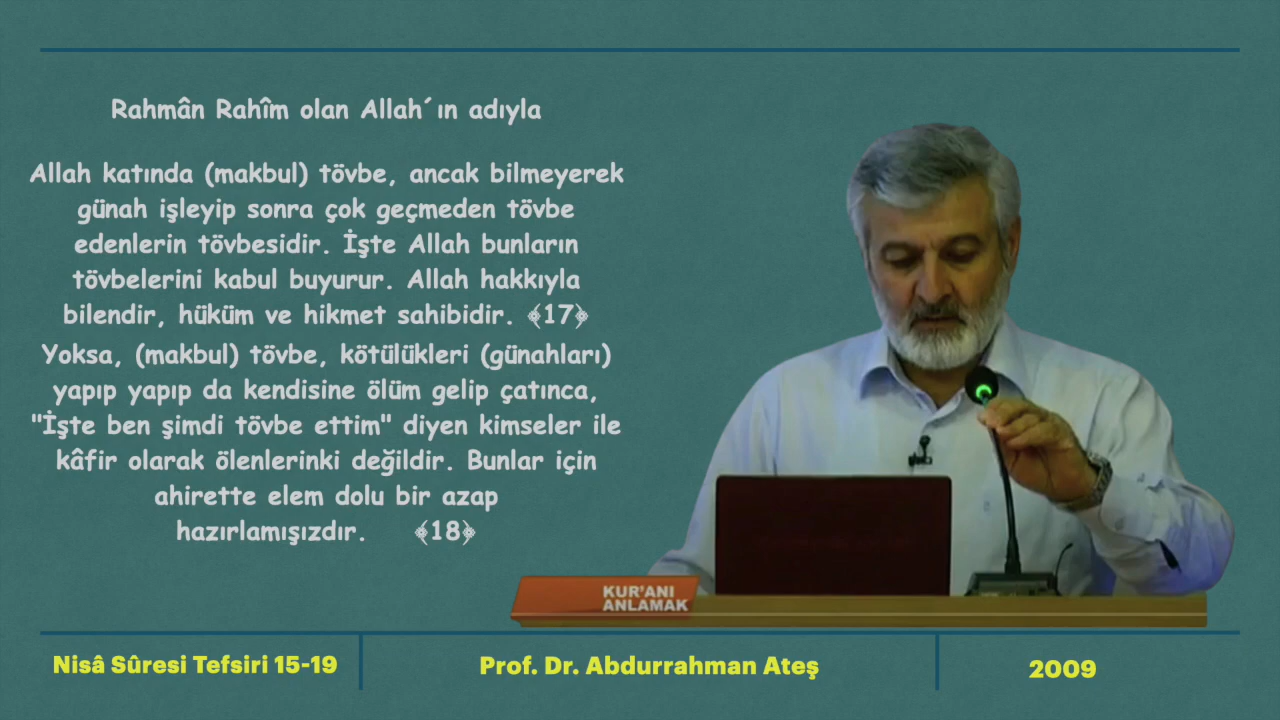 Rahmân Rahîm olan Allah´ın adıyla
Allah katında (makbul) tövbe, ancak bilmeyerek
günah işleyip sonra çok geçmeden tövbe
edenlerin tövbesidir. İşte Allah bunların
tövbelerini kabul buyurur. Allah hakkıyla
bilendir, hüküm ve hikmet sahibidir. ﴾17﴿
Yoksa, (makbul) tövbe, kötülükleri (günahları)
yapıp yapıp da kendisine ölüm gelip çatınca,
"İşte ben şimdi tövbe ettim" diyen kimseler ile
kâfir olarak ölenlerinki değildir. Bunlar için
ahirette elem dolu bir azap
hazırlamışızdır. ﴾18﴿
KUR'ANI
ANLAMAK
Nisâ Sûresi Tefsiri 15-19
Prof. Dr. Abdurrahman Ateş
2009